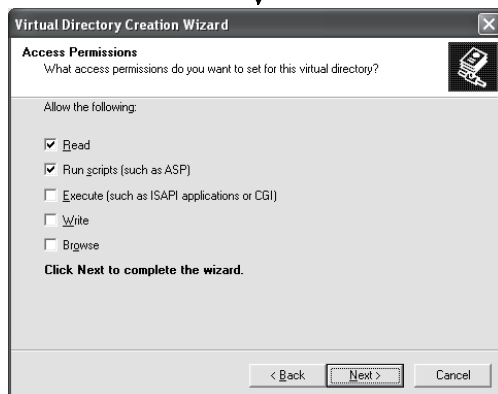 Virtual Directory Creation Wizard
Access Permissions
What access permissions do you want to set for this virtual directory?
Allow the following:
Read
Run scripts (such as ASP)
Execute (such as ISAPI applications or CGI)
Write
Browse
Click Next to complete the wizard.
< Back Next > Cancel